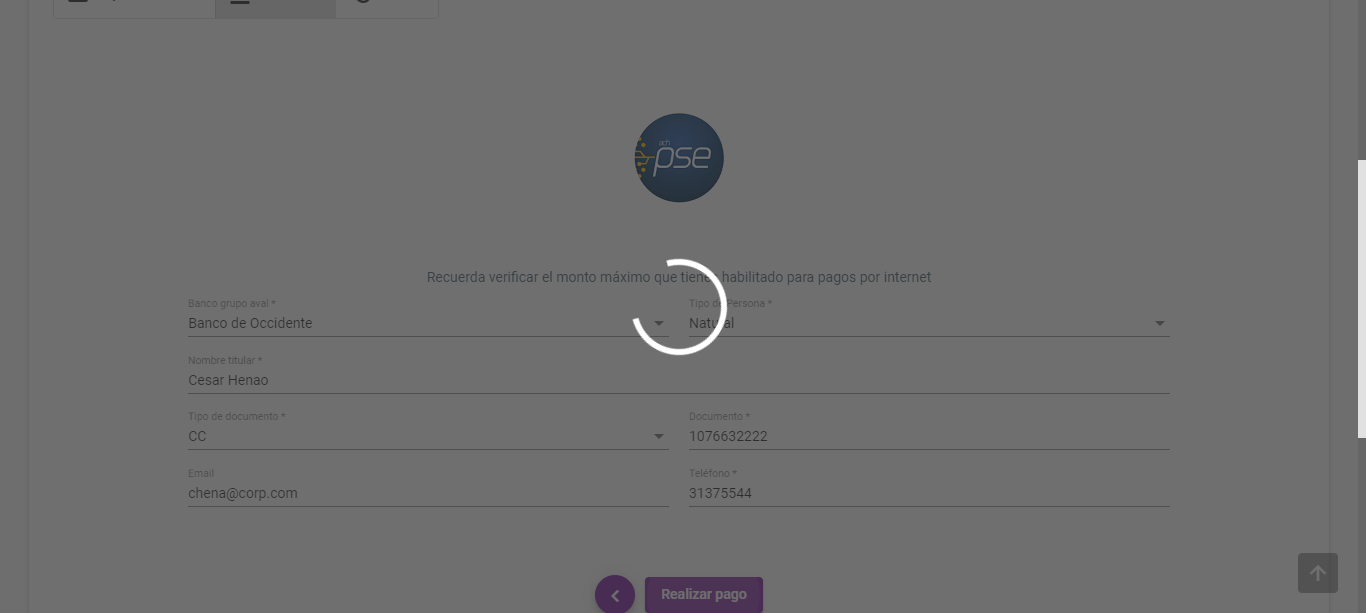 ach
pse
Recuerda verificar el monto máximo que tienes habilitado para pagos por internet
Banco grupo aval *
Tipo de Persona *
Banco de Occidente
Natural
Nombre titular *
Cesar Henao
Tipo de documento *
Documento *
CC
1076632222
Email
Teléfono *
chena@corp.com
31375544
Realizar pago